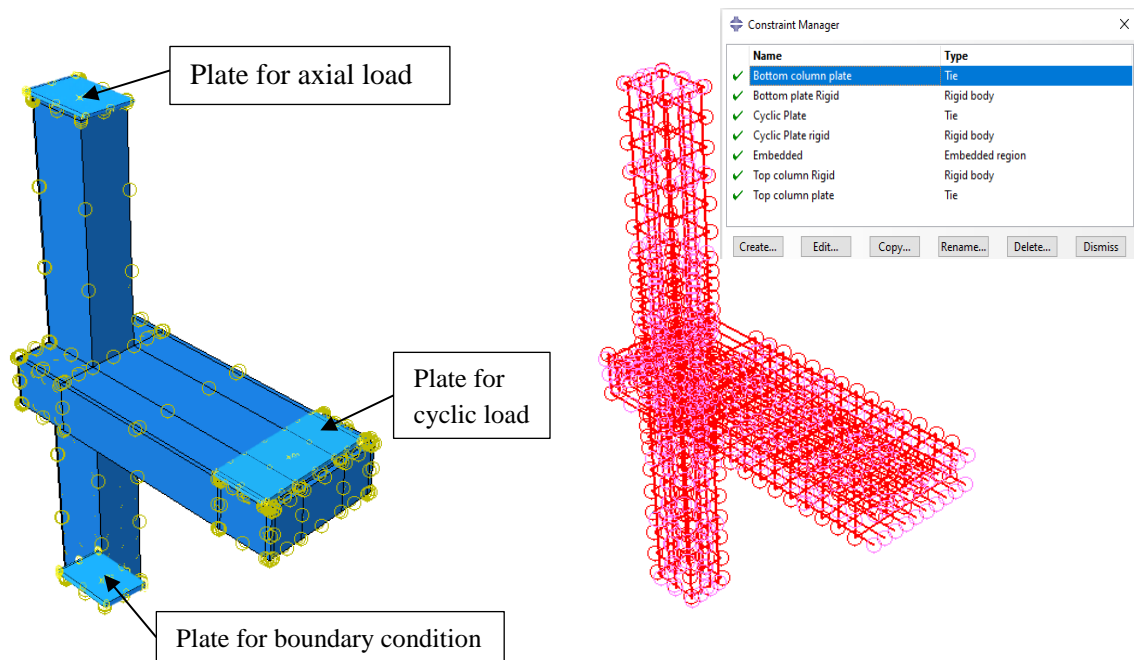 Plate for axial load
Plate for
cyclic load
Plate for boundary condition
Constraint Manager
Name Type
Bottom column plate Tie
Bottom plate Rigid Rigid body
Cyclic Plate Tie
Cyclic Plate rigid Rigid body
Embedded Embedded region
Top column Rigid Rigid body
Top column plate Tie
Create... Edit... Copy... Rename... Delete... Dismiss